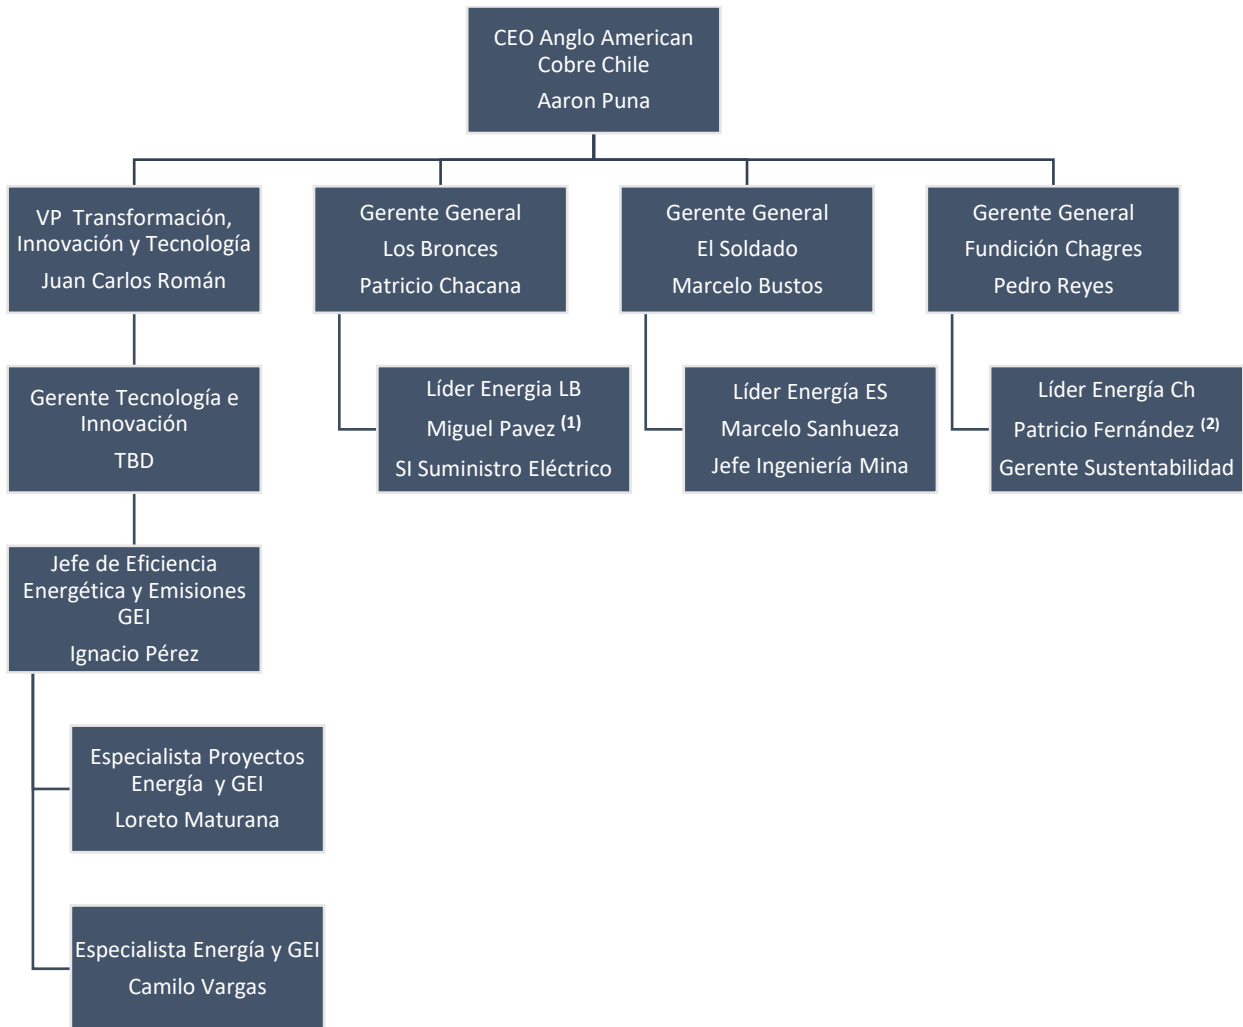 CEO Anglo American
Cobre Chile
Aaron Puna
VP Transformación,
Innovación y Tecnología
Juan Carlos Román
Gerente General
Los Bronces
Patricio Chacana
Gerente General
El Soldado
Marcelo Bustos
Gerente General
Fundición Chagres
Pedro Reyes
Gerente Tecnología e
Innovación
TBD
Líder Energia LB
Miguel Pavez (1)
SI Suministro Eléctrico
Líder Energía ES
Marcelo Sanhueza
Jefe Ingeniería Mina
Líder Energía Ch
Patricio Fernández (2)
Gerente Sustentabilidad
Jefe de Eficiencia
Energética y Emisiones
GEI
Ignacio Pérez
Especialista Proyectos
Energía y GEI
Loreto Maturana
Especialista Energía y GEI
Camilo Vargas